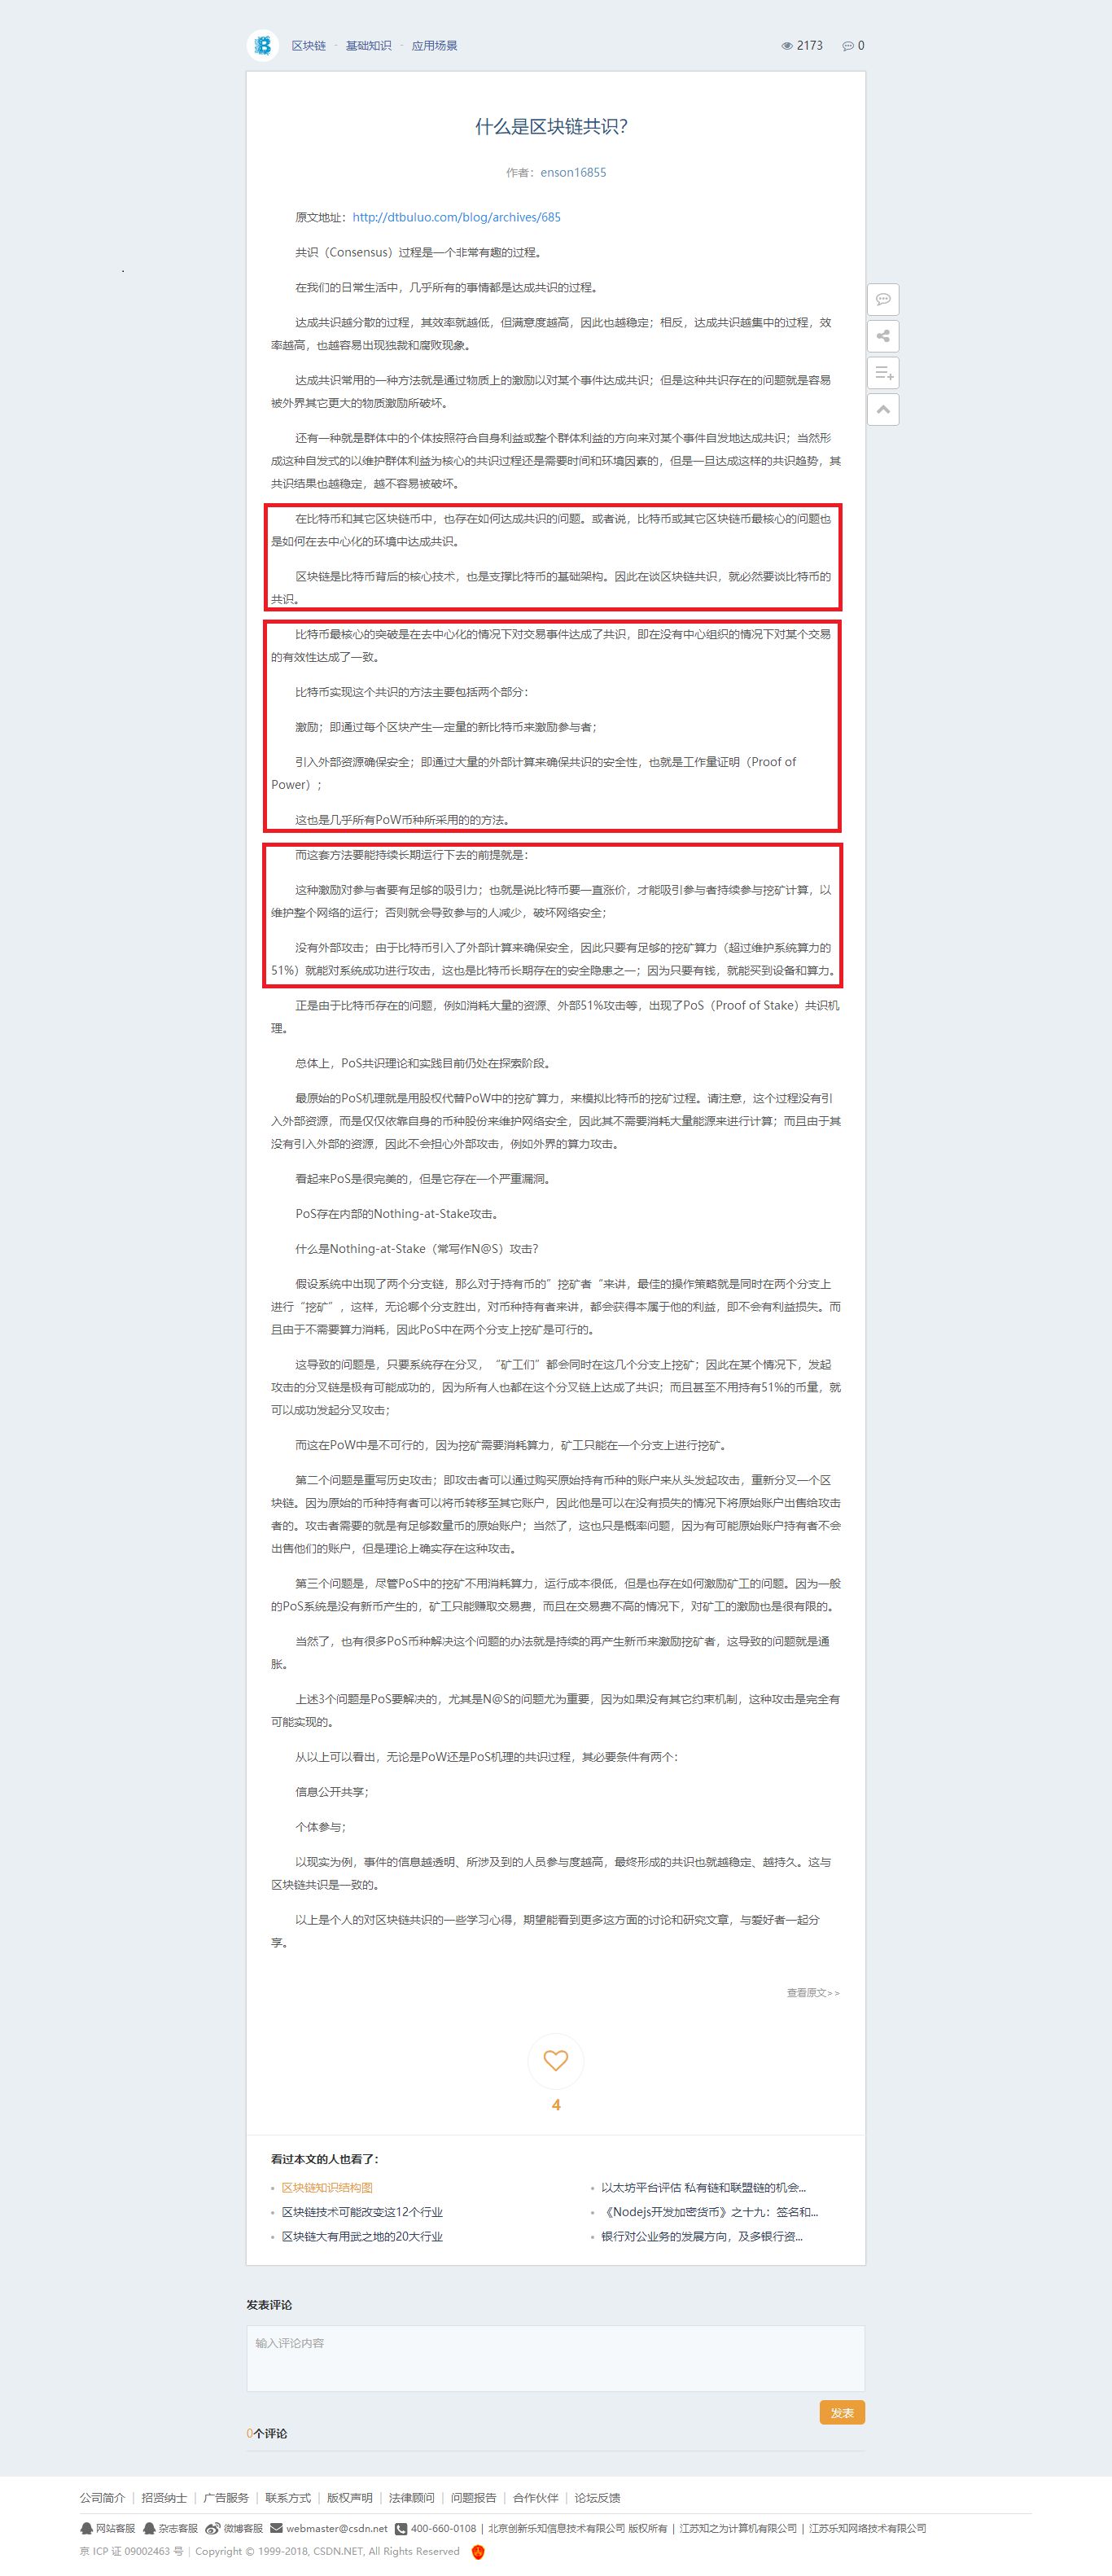 区块链 - 基础知识 - 应用场景 2173 0
什么是区块链共识？
作者：enson16855
原文地址：http://dtbuluo.com/blog/archives/685
共识（Consensus）过程是一个非常有趣的过程。
在我们的日常生活中，几乎所有的事情都是达成共识的过程。
达成共识越分散的过程，其效率就越低，但满意度越高，因此也越稳定；相反，达成共识越集中的过程，效
率越高，也越容易出现独裁和腐败现象。
达成共识常用的一种方法就是通过物质上的激励以对某个事件达成共识；但是这种共识存在的问题就是容易
被外界其它更大的物质激励所破坏。
还有一种就是群体中的个体按照符合自身利益或整个群体利益的方向来对某个事件自发地达成共识；当然形
成这种自发式的以维护群体利益为核心的共识过程还是需要时间和环境因素的，但是一旦达成这样的共识趋势，其
共识结果也越稳定，越不容易被破坏。
在比特币和其它区块链币中，也存在如何达成共识的问题。或者说，比特币或其它区块链币最核心的问题也
是如何在去中心化的环境中达成共识。
区块链是比特币背后的核心技术，也是支撑比特币的基础架构。因此在谈区块链共识，就必然要谈比特币的
共识。
比特币最核心的突破是在去中心化的情况下对交易事件达成了共识，即在没有中心组织的情况下对某个交易
的有效性达成了一致。
比特币实现这个共识的方法主要包括两个部分：
激励；即通过每个区块产生一定量的新比特币来激励参与者；
引入外部资源确保安全；即通过大量的外部计算来确保共识的安全性，也就是工作量证明（Proof of
Power）；
这也是几乎所有PoW币种所采用的的方法。
而这套方法要能持续长期运行下去的前提就是：
这种激励对参与者要有足够的吸引力；也就是说比特币要一直涨价，才能吸引参与者持续参与挖矿计算，以
维护整个网络的运行；否则就会导致参与的人减少，破坏网络安全；
没有外部攻击；由于比特币引入了外部计算来确保安全，因此只要有足够的挖矿算力（超过维护系统算力的
51%）就能对系统成功进行攻击，这也是比特币长期存在的安全隐患之一；因为只要有钱，就能买到设备和算力。
正是由于比特币存在的问题，例如消耗大量的资源、外部51%攻击等，出现了PoS（Proof of Stake）共识机
理。
总体上，PoS共识理论和实践目前仍处在探索阶段。
最原始的PoS机理就是用股权代替PoW中的挖矿算力，来模拟比特币的挖矿过程。请注意，这个过程没有引
入外部资源，而是仅仅依靠自身的币种股份来维护网络安全，因此其不需要消耗大量能源来进行计算；而且由于其
没有引入外部的资源，因此不会担心外部攻击，例如外界的算力攻击。
看起来PoS是很完美的，但是它存在一个严重漏洞。
PoS存在内部的Nothing-at-Stake攻击。
什么是Nothing-at-Stake（常写作N@S）攻击？
假设系统中出现了两个分支链，那么对于持有币的”挖矿者“来讲，最佳的操作策略就是同时在两个分支上
进行“挖矿”，这样，无论哪个分支胜出，对币种持有者来讲，都会获得本属于他的利益，即不会有利益损失。而
且由于不需要算力消耗，因此PoS中在两个分支上挖矿是可行的。
这导致的问题是，只要系统存在分叉，“矿工们”都会同时在这几个分支上挖矿；因此在某个情况下，发起
攻击的分叉链是极有可能成功的，因为所有人也都在这个分叉链上达成了共识；而且甚至不用持有51%的币量，就
可以成功发起分叉攻击；
而这在PoW中是不可行的，因为挖矿需要消耗算力，矿工只能在一个分支上进行挖矿。
第二个问题是重写历史攻击；即攻击者可以通过购买原始持有币种的账户来从头发起攻击，重新分叉一个区
块链。因为原始的币种持有者可以将币转移至其它账户，因此他是可以在没有损失的情况下将原始账户出售给攻击
者的。攻击者需要的就是有足够数量币的原始账户；当然了，这也只是概率问题，因为有可能原始账户持有者不会
出售他们的账户，但是理论上确实存在这种攻击。
第三个问题是，尽管PoS中的挖矿不用消耗算力，运行成本很低，但是也存在如何激励矿工的问题。因为一般
的PoS系统是没有新币产生的，矿工只能赚取交易费，而且在交易费不高的情况下，对矿工的激励也是很有限的。
当然了，也有很多PoS币种解决这个问题的办法就是持续的再产生新币来激励挖矿者，这导致的问题就是通
胀。
上述3个问题是PoS要解决的，尤其是N@S的问题尤为重要，因为如果没有其它约束机制，这种攻击是完全有
可能实现的。
从以上可以看出，无论是PoW还是PoS机理的共识过程，其必要条件有两个：
信息公开共享；
个体参与；
以现实为例，事件的信息越透明、所涉及到的人员参与度越高，最终形成的共识也就越稳定、越持久。这与
区块链共识是一致的。
以上是个人的对区块链共识的一些学习心得，期望能看到更多这方面的讨论和研究文章，与爱好者一起分
享。
查看原文>>
4
看过本文的人也看了：
区块链知识结构图 以太坊平台评估 私有链和联盟链的机会...
区块链技术可能改变这12个行业 《Nodejs开发加密货币》之十九：签名和...
区块链大有用武之地的20大行业 银行对公业务的发展方向，及多银行资...
发表评论
输入评论内容
发表
0个评论
公司简介 | 招贤纳士 | 广告服务 | 联系方式 | 版权声明 | 法律顾问 | 问题报告 | 合作伙伴 | 论坛反馈
网站客服 杂志客服 微博客服 webmaster@csdn.net 400-660-0108 | 北京创新乐知信息技术有限公司 版权所有 | 江苏知之为计算机有限公司 | 江苏乐知网络技术有限公司
京 ICP 证 09002463 号 | Copyright © 1999-2018, CSDN.NET, All Rights Reserved